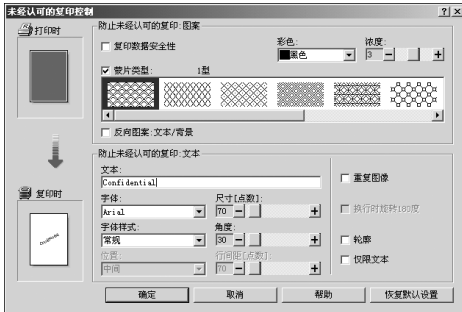 未经认可的复印控制
打印时
防止未经认可的复印:图案
复印数据安全性
彩色:
浓度:
黑色
3
蒙片类型:
1型
反向图案:文本/背景
防止未经认可的复印:文本
文本:
Confidential
重复图像
复印时
字体:
尺寸[点数]:
Arial
70
换行时旋转180度
字体样式:
角度:
常规
30
轮廓
位置:
行间距[点数]:
中间
70
仅限文本
确定
取消
帮助
恢复默认设置